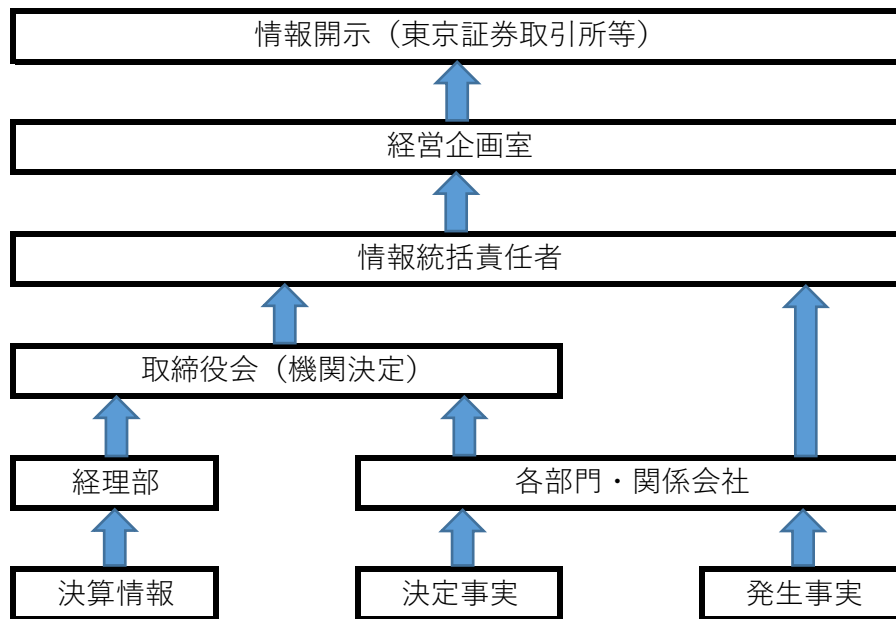 情報開示（東京証券取引所等）
経営企画室
情報統括責任者
取締役会（機関決定）
経理部
各部門・関係会社
決算情報
決定事実
発生事実